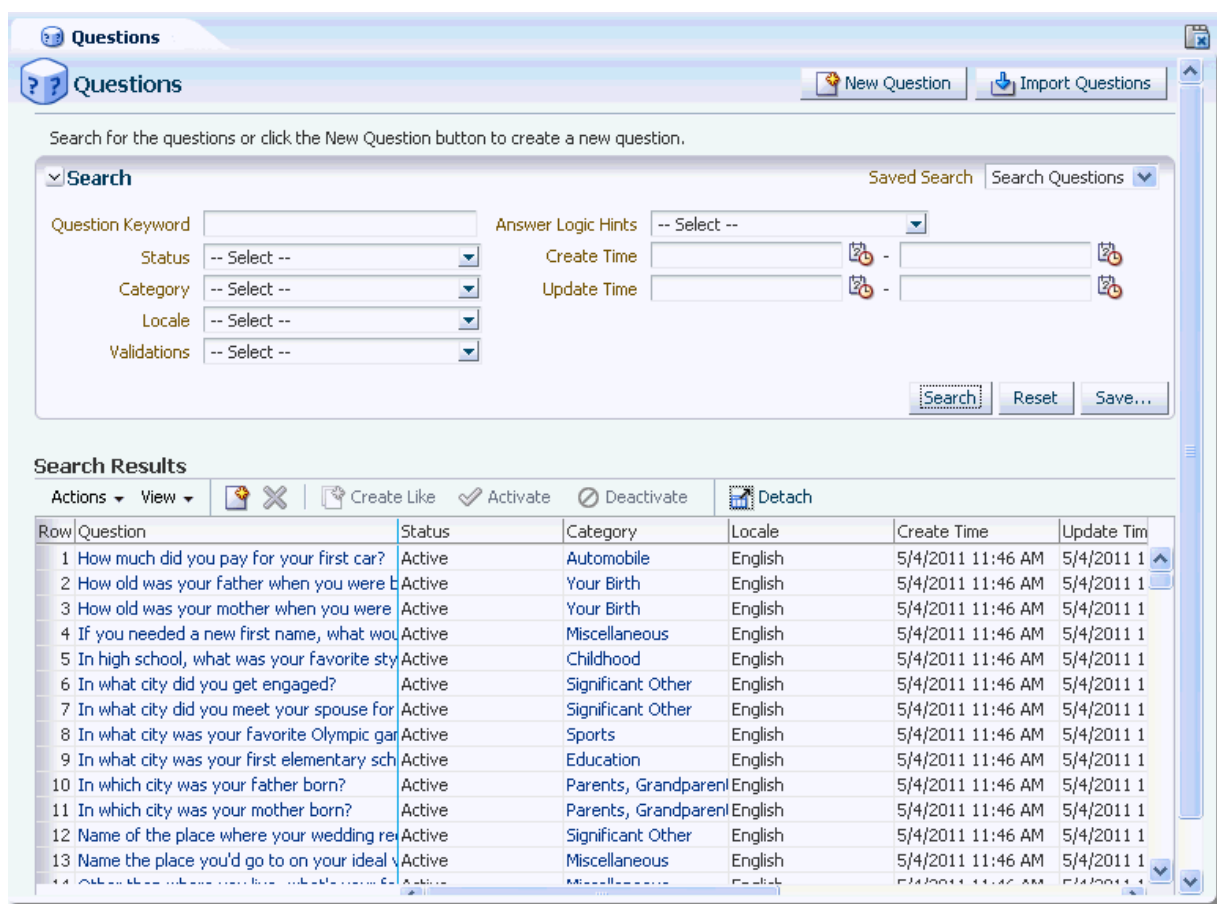 Questions
Questions
New Question Import Questions
Search for the questions or click the New Question button to create a new question.
Search Saved Search Search Questions
Question Keyword Answer Logic Hints -- Select --
Status -- Select -- Create Time -
Category -- Select -- Update Time -
Locale -- Select --
Validations -- Select --
Search Reset Save...
Search Results
Actions View Create Like Activate Deactivate Detach
Row Question Status Category Locale Create Time Update Tim
1 How much did you pay for your first car? Active Automobile English 5/4/2011 11:46 AM 5/4/2011 1
2 How old was your father when you were Active Your Birth English 5/4/2011 11:46 AM 5/4/2011 1
3 How old was your mother when you were Active Your Birth English 5/4/2011 11:46 AM 5/4/2011 1
4 If you needed a new first name, what wou Active Miscellaneous English 5/4/2011 11:46 AM 5/4/2011 1
5 In high school, what was your favorite sty Active Childhood English 5/4/2011 11:46 AM 5/4/2011 1
6 In what city did you get engaged? Active Significant Other English 5/4/2011 11:46 AM 5/4/2011 1
7 In what city did you meet your spouse for Active Significant Other English 5/4/2011 11:46 AM 5/4/2011 1
8 In what city was your favorite Olympic gam Active Sports English 5/4/2011 11:46 AM 5/4/2011 1
9 In what city was your first elementary sch Active Education English 5/4/2011 11:46 AM 5/4/2011 1
10 In which city was your father born? Active Parents, Grandparent English 5/4/2011 11:46 AM 5/4/2011 1
11 In which city was your mother born? Active Parents, Grandparent English 5/4/2011 11:46 AM 5/4/2011 1
12 Name of the place where your wedding re Active Significant Other English 5/4/2011 11:46 AM 5/4/2011 1
13 Name the place you'd go to on your ideal Active Miscellaneous English 5/4/2011 11:46 AM 5/4/2011 1